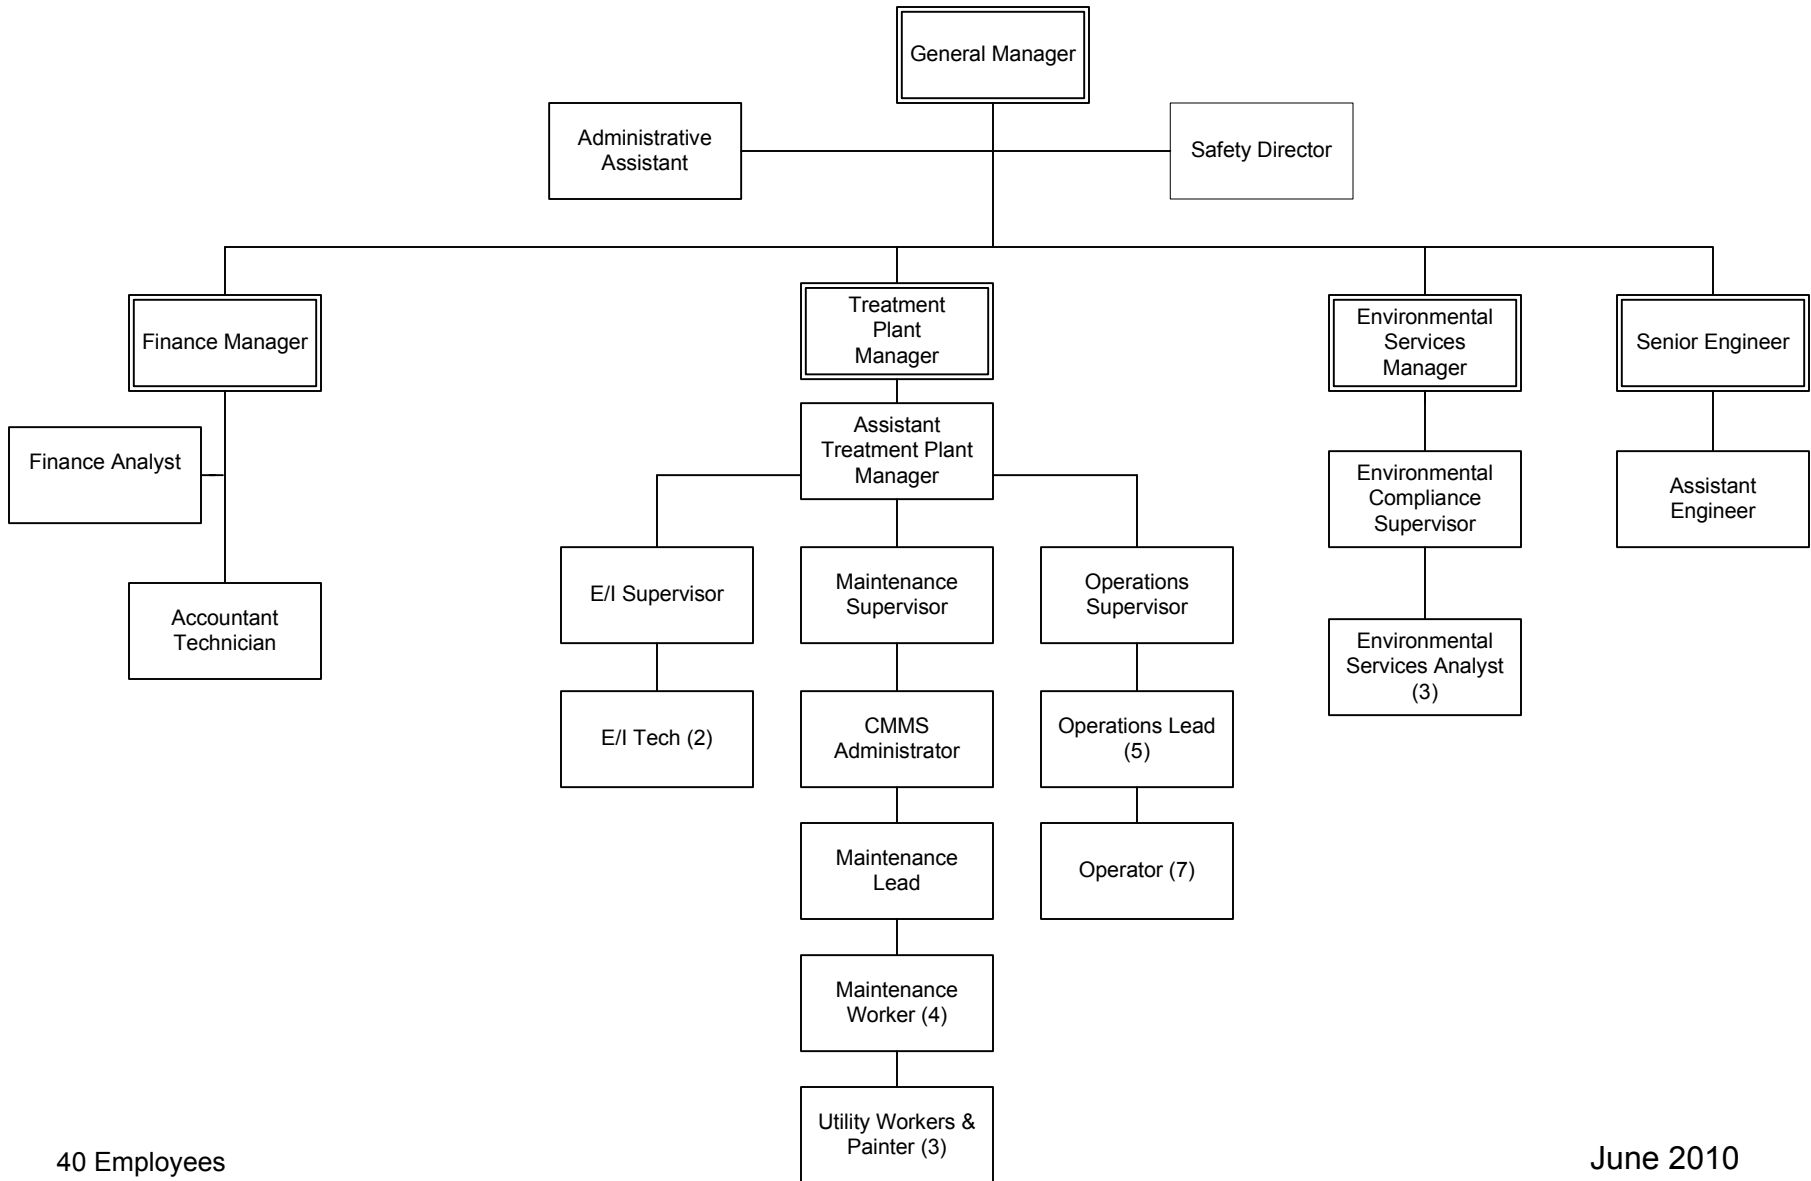 General Manager
Administrative
Assistant
Safety Director
Finance Manager
Treatment
Plant
Manager
Environmental
Services
Manager
Senior Engineer
Finance Analyst
Assistant
Treatment Plant
Manager
Environmental
Compliance
Supervisor
Assistant
Engineer
Accountant
Technician
E/I Supervisor
Maintenance
Supervisor
Operations
Supervisor
Environmental
Services Analyst
(3)
E/I Tech (2)
CMMS
Administrator
Operations Lead
(5)
Maintenance
Lead
Operator (7)
Maintenance
Worker (4)
Utility Workers &
Painter (3)
40 Employees
June 2010